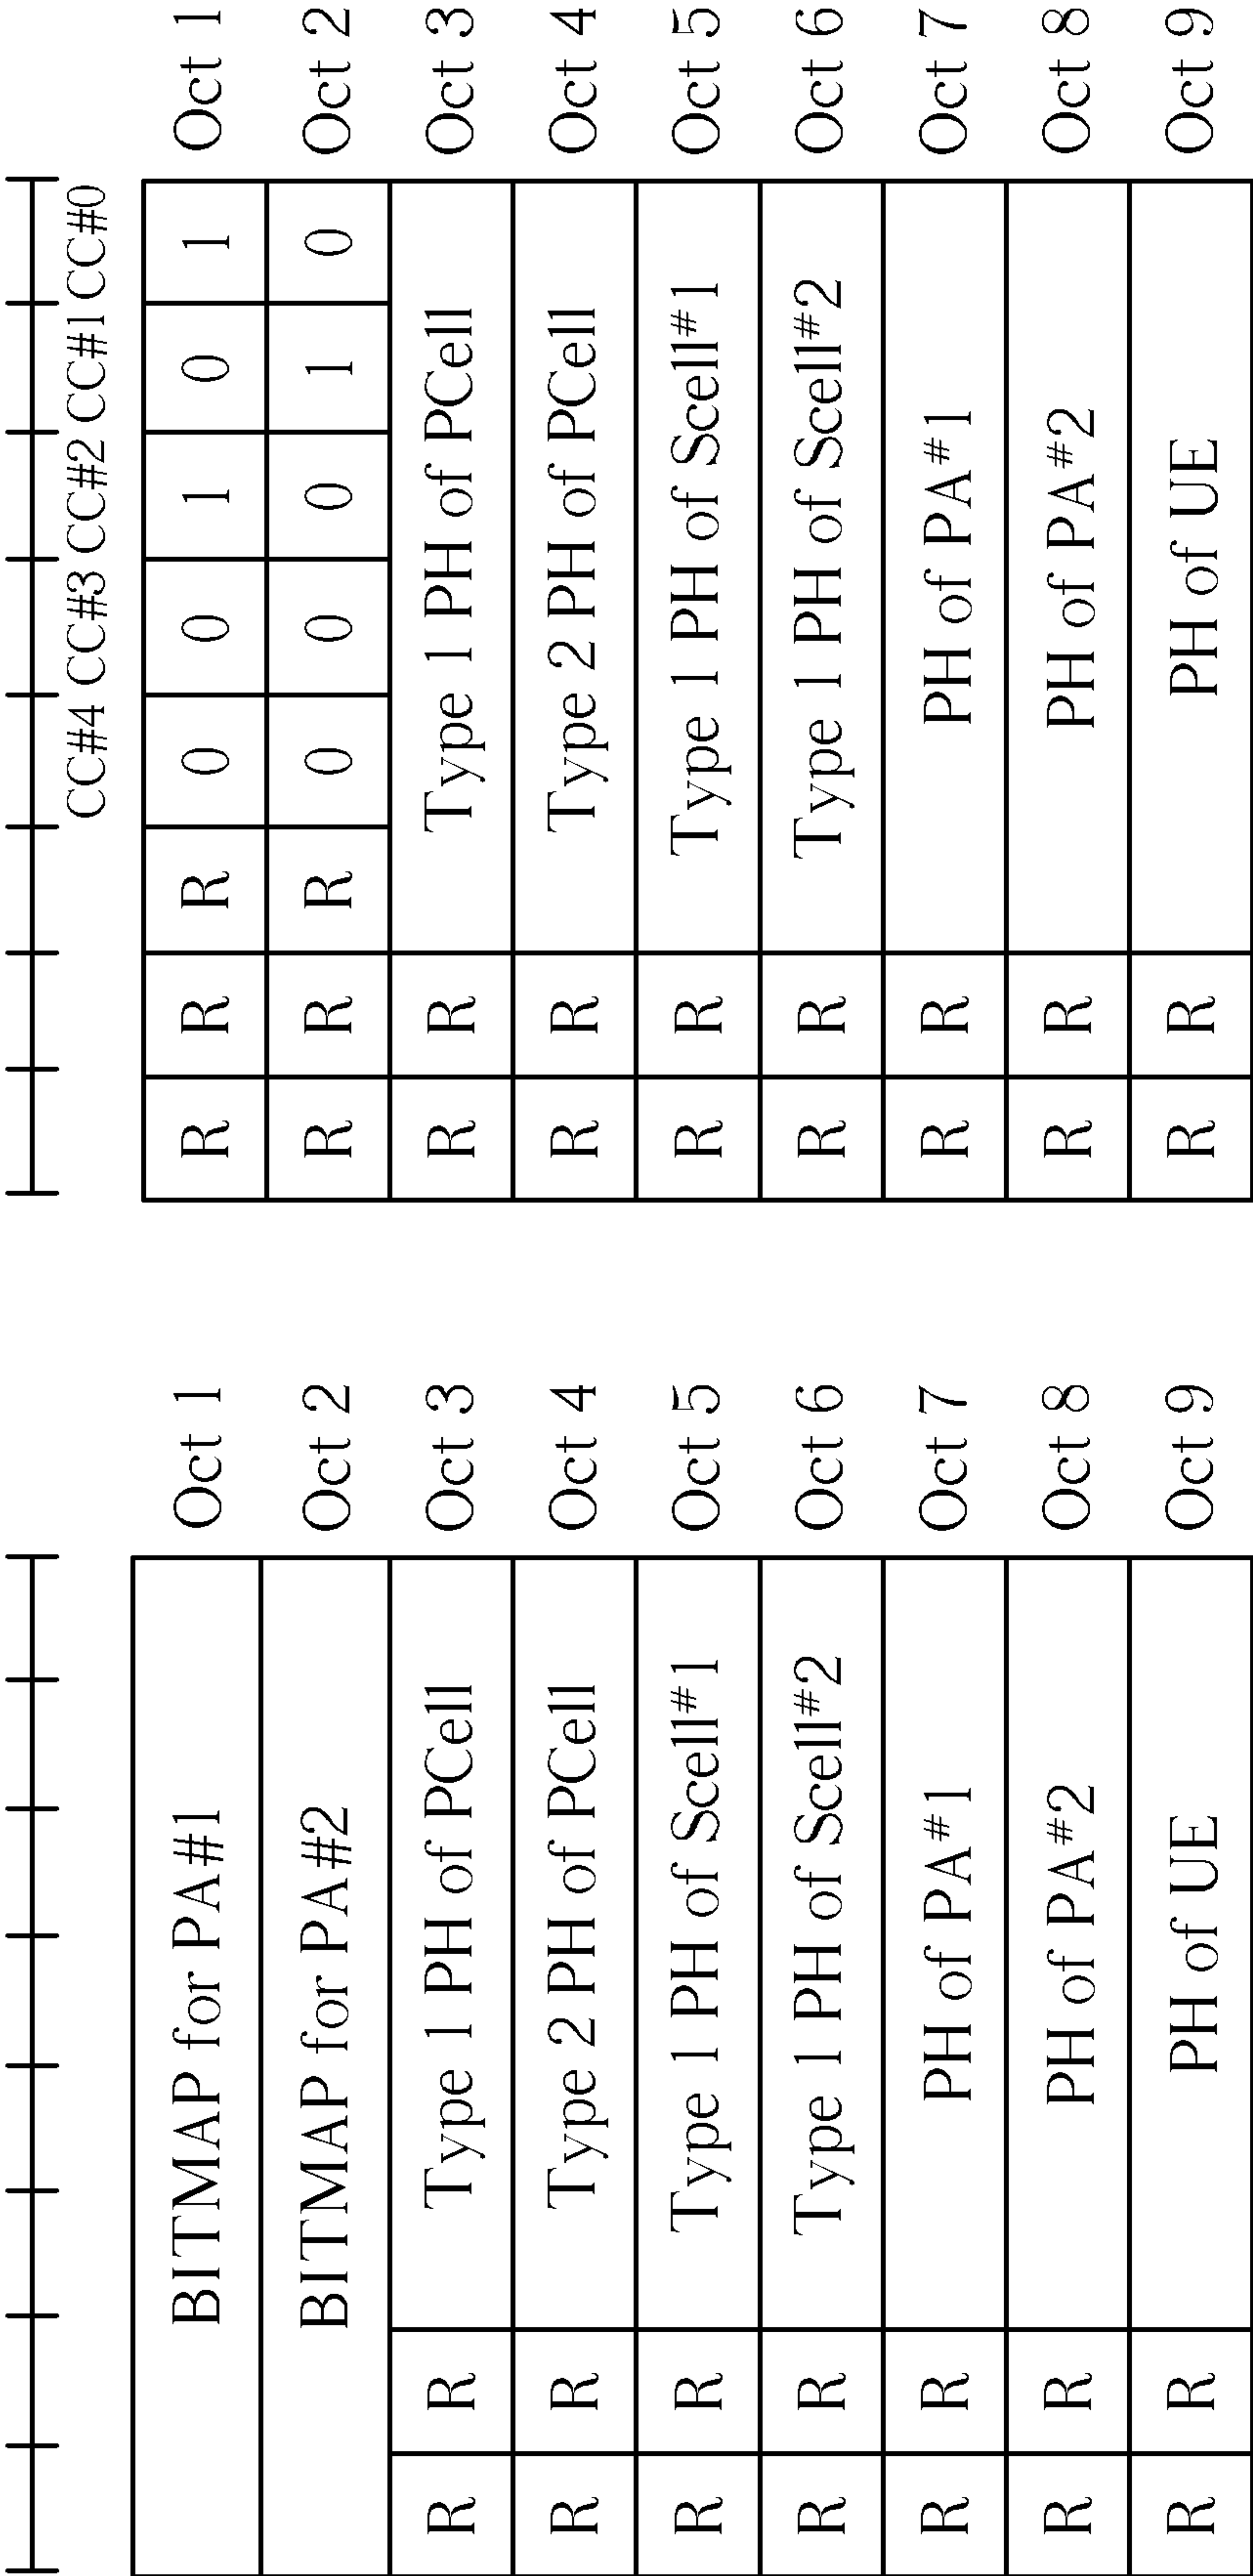 BITMAP for PA#1 Oct 1
BITMAP for PA#2 Oct 2
R R Type 1 PH of PCell Oct 3
R R Type 2 PH of PCell Oct 4
R R Type 1 PH of Scell#1 Oct 5
R R Type 1 PH of Scell#2 Oct 6
R R PH of PA#1 Oct 7
R R PH of PA#2 Oct 8
R R PH of UE Oct 9
CC#4 CC#3 CC#2 CC#1 CC#0
R R R 0 0 1 0 1 Oct 1
R R R 0 0 0 1 0 Oct 2
R R Type 1 PH of PCell Oct 3
R R Type 2 PH of PCell Oct 4
R R Type 1 PH of Scell#1 Oct 5
R R Type 1 PH of Scell#2 Oct 6
R R PH of PA#1 Oct 7
R R PH of PA#2 Oct 8
R R PH of UE Oct 9